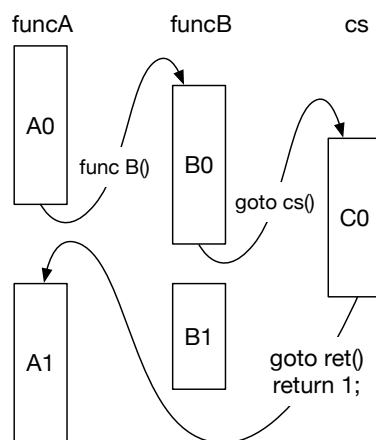 funcA funcB cs
A0
func B()
B0
goto cs()
C0
A1
B1
goto ret()
return 1;